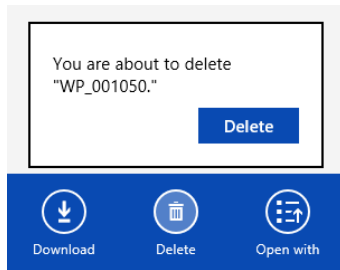 You are about to delete
"WP_001050."
Delete
Download
Delete
Open with